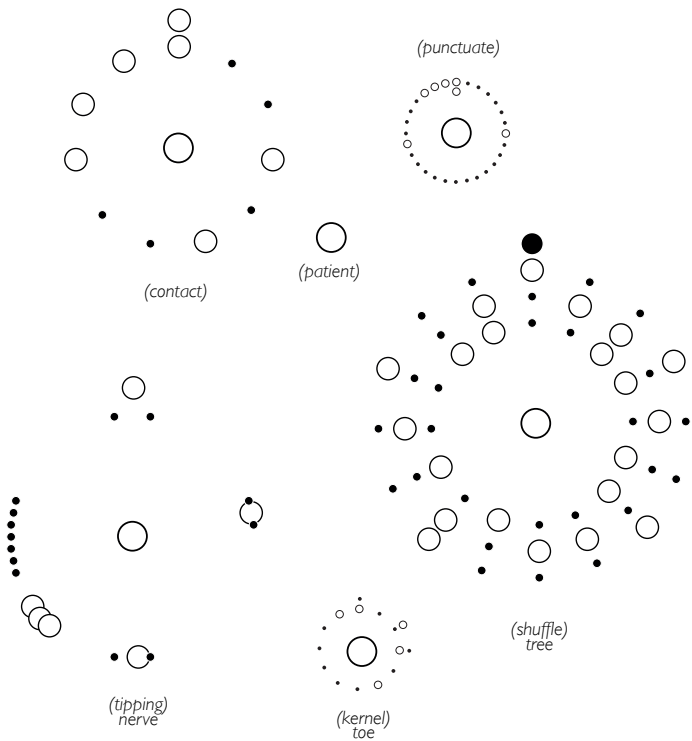 (punctuate)
(patient)
(contact)
(shuffle)
tree
(tipping)
nerve
(kernel)
toe